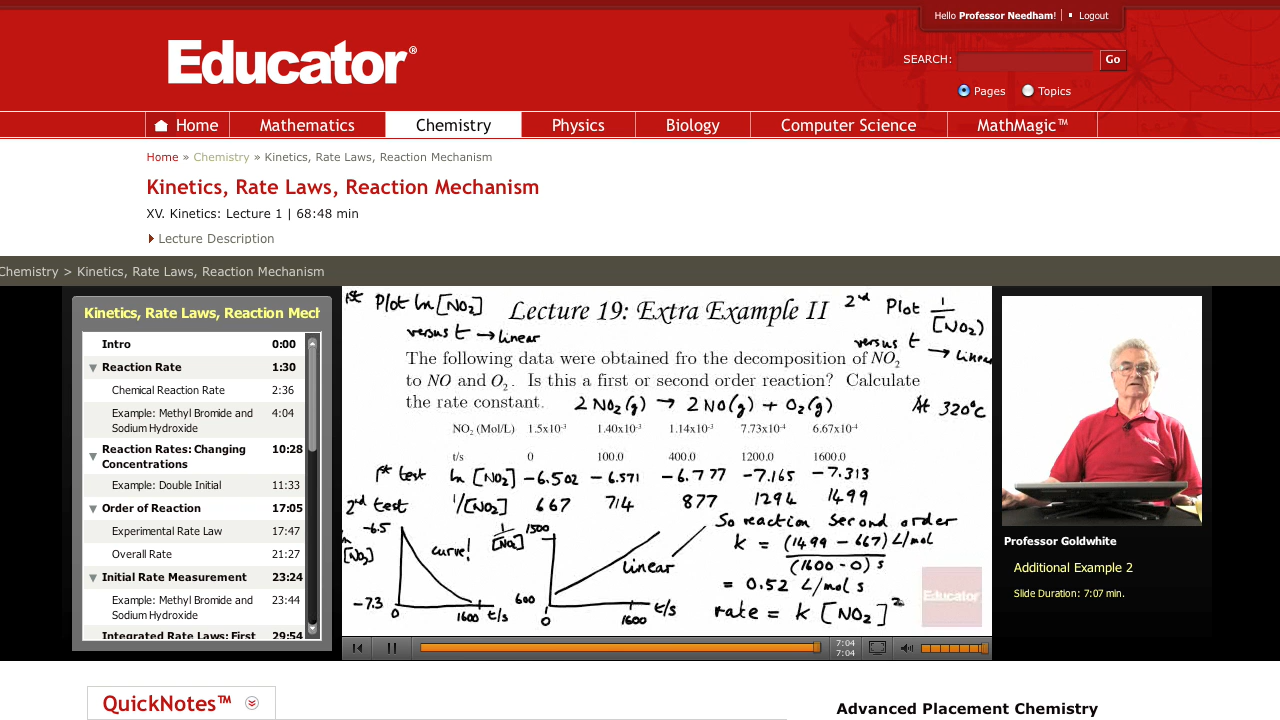 Hello Professor Needham! Logout
Educator®
SEARCH: Go
Pages Topics
Home Mathematics Chemistry Physics Biology Computer Science MathMagic™
Home » Chemistry » Kinetics, Rate Laws, Reaction Mechanism
Kinetics, Rate Laws, Reaction Mechanism
XV. Kinetics: Lecture 1 | 68:48 min
Lecture Description
Chemistry > Kinetics, Rate Laws, Reaction Mechanism
Kinetics, Rate Laws, Reaction Mech
Intro 0:00
Reaction Rate 1:30
Chemical Reaction Rate 2:36
Example: Methyl Bromide and 4:04
Sodium Hydroxide
Reaction Rates: Changing 10:28
Concentrations
Example: Double Initial 11:33
Order of Reaction 17:05
Experimental Rate Law 17:47
Overall Rate 21:27
Initial Rate Measurement 23:24
Example: Methyl Bromide and 23:44
Sodium Hydroxide
Integrated Rate Laws: First 29:54
1st Plot ln [NO2]
versus t → linear
Lecture 19: Extra Example II
2nd Plot 1/[NO2)
versus t → linear
The following data were obtained fro the decomposition of NO2
to NO and O2. Is this a first or second order reaction? Calculate
the rate constant.
2 NO2(g) → 2 NO(g) + O2(g)
At 320°C
NO2 (Mol/L) 1.5x10-3 1.40x10-3 1.14x10-3 7.73x10-4 6.67x10-4
t/s 0 100.0 400.0 1200.0 1600.0
1st test ln [NO2] -6.502 -6.571 -6.777 -7.165 -7.313
2nd test 1/[NO2] 667 714 877 1294 1499
-6.5
[NO2]
curve!
-7.3
0 1600 t/s
1/[NO2] 1500
linear
600
0 1600 t/s
So reaction second order
k = (1499 - 667) L/mol
(1600 - 0) s
= 0.52 L/mol s
rate = k [NO2]2
Educator
7:04
7:04
Professor Goldwhite
Additional Example 2
Slide Duration: 7:07 min.
QuickNotes™
Advanced Placement Chemistry